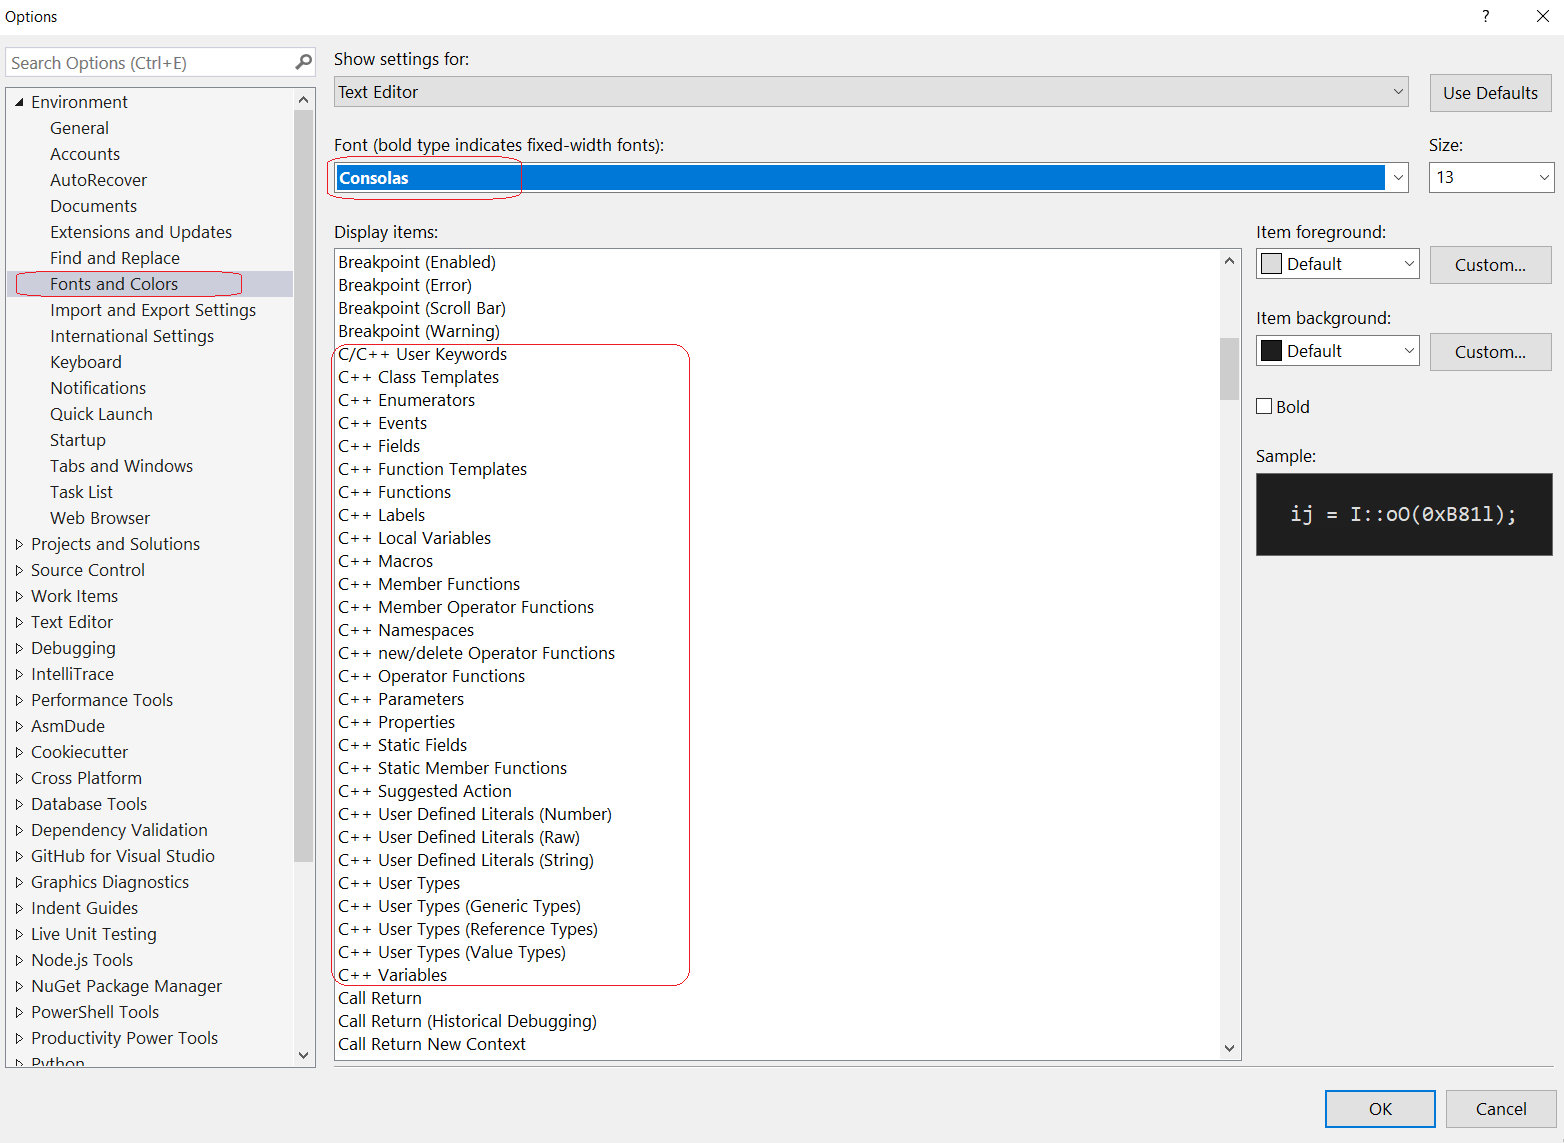 Options
?
Search Options (Ctrl+E)
Environment
General
Accounts
AutoRecover
Documents
Extensions and Updates
Find and Replace
Fonts and Colors
Import and Export Settings
International Settings
Keyboard
Notifications
Quick Launch
Startup
Tabs and Windows
Task List
Web Browser
Projects and Solutions
Source Control
Work Items
Text Editor
Debugging
IntelliTrace
Performance Tools
AsmDude
Cookiecutter
Cross Platform
Database Tools
Dependency Validation
GitHub for Visual Studio
Graphics Diagnostics
Indent Guides
Live Unit Testing
Node.js Tools
NuGet Package Manager
PowerShell Tools
Productivity Power Tools
Python
Show settings for:
Text Editor
Use Defaults
Font (bold type indicates fixed-width fonts):
Consolas
Size:
13
Display items:
Breakpoint (Enabled)
Breakpoint (Error)
Breakpoint (Scroll Bar)
Breakpoint (Warning)
C/C++ User Keywords
C++ Class Templates
C++ Enumerators
C++ Events
C++ Fields
C++ Function Templates
C++ Functions
C++ Labels
C++ Local Variables
C++ Macros
C++ Member Functions
C++ Member Operator Functions
C++ Namespaces
C++ new/delete Operator Functions
C++ Operator Functions
C++ Parameters
C++ Properties
C++ Static Fields
C++ Static Member Functions
C++ Suggested Action
C++ User Defined Literals (Number)
C++ User Defined Literals (Raw)
C++ User Defined Literals (String)
C++ User Types
C++ User Types (Generic Types)
C++ User Types (Reference Types)
C++ User Types (Value Types)
C++ Variables
Call Return
Call Return (Historical Debugging)
Call Return New Context
Item foreground:
Default
Custom...
Item background:
Default
Custom...
Bold
Sample:
ij = I::oO(0xB81l);
OK
Cancel